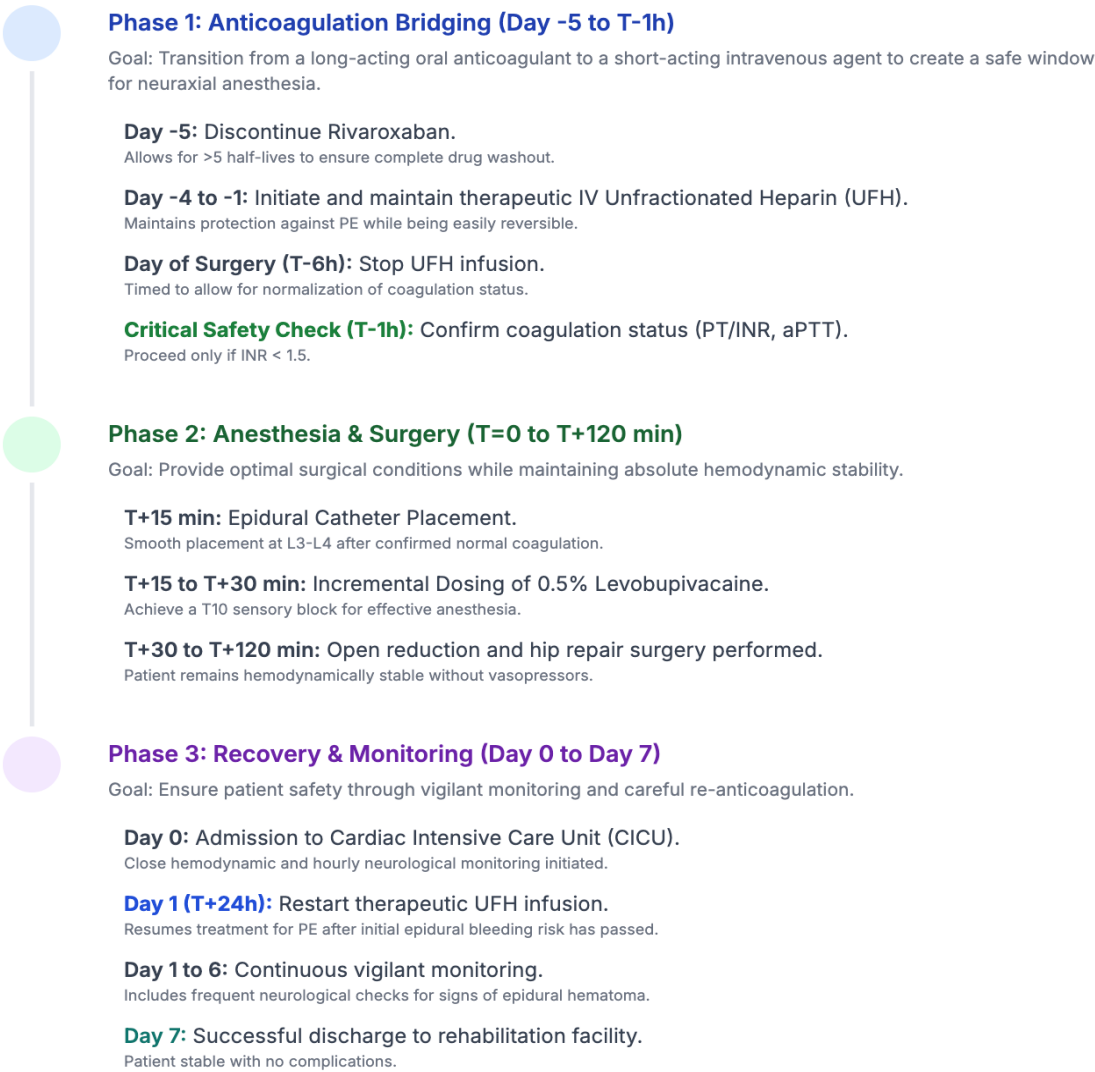 Phase 1: Anticoagulation Bridging (Day -5 to T-1h)
Goal: Transition from a long-acting oral anticoagulant to a short-acting intravenous agent to create a safe window
for neuraxial anesthesia.
Day -5: Discontinue Rivaroxaban.
Allows for >5 half-lives to ensure complete drug washout.
Day -4 to -1: Initiate and maintain therapeutic IV Unfractionated Heparin (UFH).
Maintains protection against PE while being easily reversible.
Day of Surgery (T-6h): Stop UFH infusion.
Timed to allow for normalization of coagulation status.
Critical Safety Check (T-1h): Confirm coagulation status (PT/INR, aPTT).
Proceed only if INR < 1.5.
Phase 2: Anesthesia & Surgery (T=0 to T+120 min)
Goal: Provide optimal surgical conditions while maintaining absolute hemodynamic stability.
T+15 min: Epidural Catheter Placement.
Smooth placement at L3-L4 after confirmed normal coagulation.
T+15 to T+30 min: Incremental Dosing of 0.5% Levobupivacaine.
Achieve a T10 sensory block for effective anesthesia.
T+30 to T+120 min: Open reduction and hip repair surgery performed.
Patient remains hemodynamically stable without vasopressors.
Phase 3: Recovery & Monitoring (Day 0 to Day 7)
Goal: Ensure patient safety through vigilant monitoring and careful re-anticoagulation.
Day 0: Admission to Cardiac Intensive Care Unit (CICU).
Close hemodynamic and hourly neurological monitoring initiated.
Day 1 (T+24h): Restart therapeutic UFH infusion.
Resumes treatment for PE after initial epidural bleeding risk has passed.
Day 1 to 6: Continuous vigilant monitoring.
Includes frequent neurological checks for signs of epidural hematoma.
Day 7: Successful discharge to rehabilitation facility.
Patient stable with no complications.